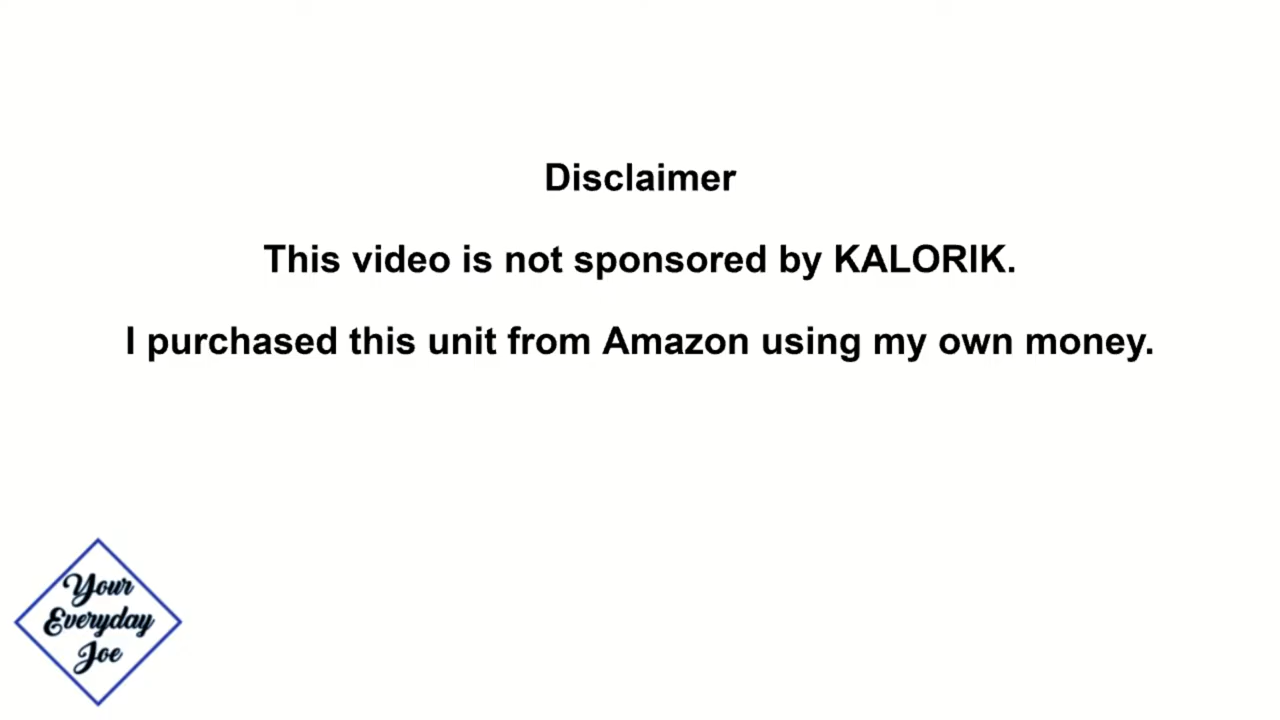 Disclaimer
This video is not sponsored by KALORIK.
I purchased this unit from Amazon using my own money.
Your
Everyday
Joe